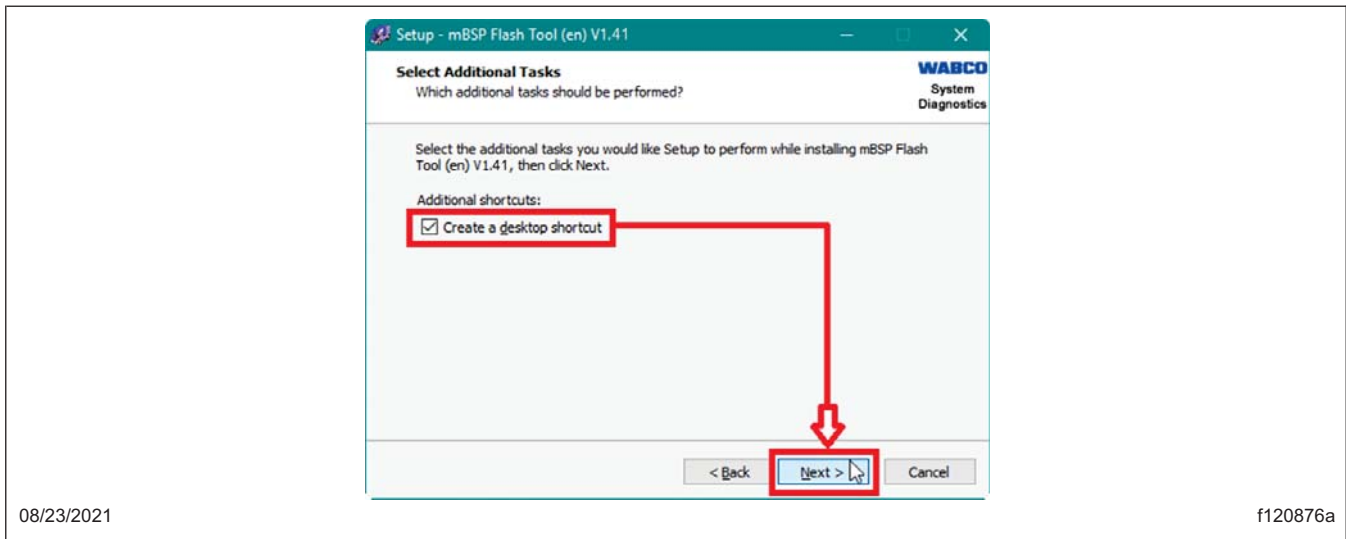 Setup - mBSP Flash Tool (en) V1.41
Select Additional Tasks
Which additional tasks should be performed?
WABCO
System
Diagnostics
Select the additional tasks you would like Setup to perform while installing mBSP Flash
Tool (en) V1.41, then click Next.
Additional shortcuts:
Create a desktop shortcut
< Back
Next >
Cancel
08/23/2021
f120876a